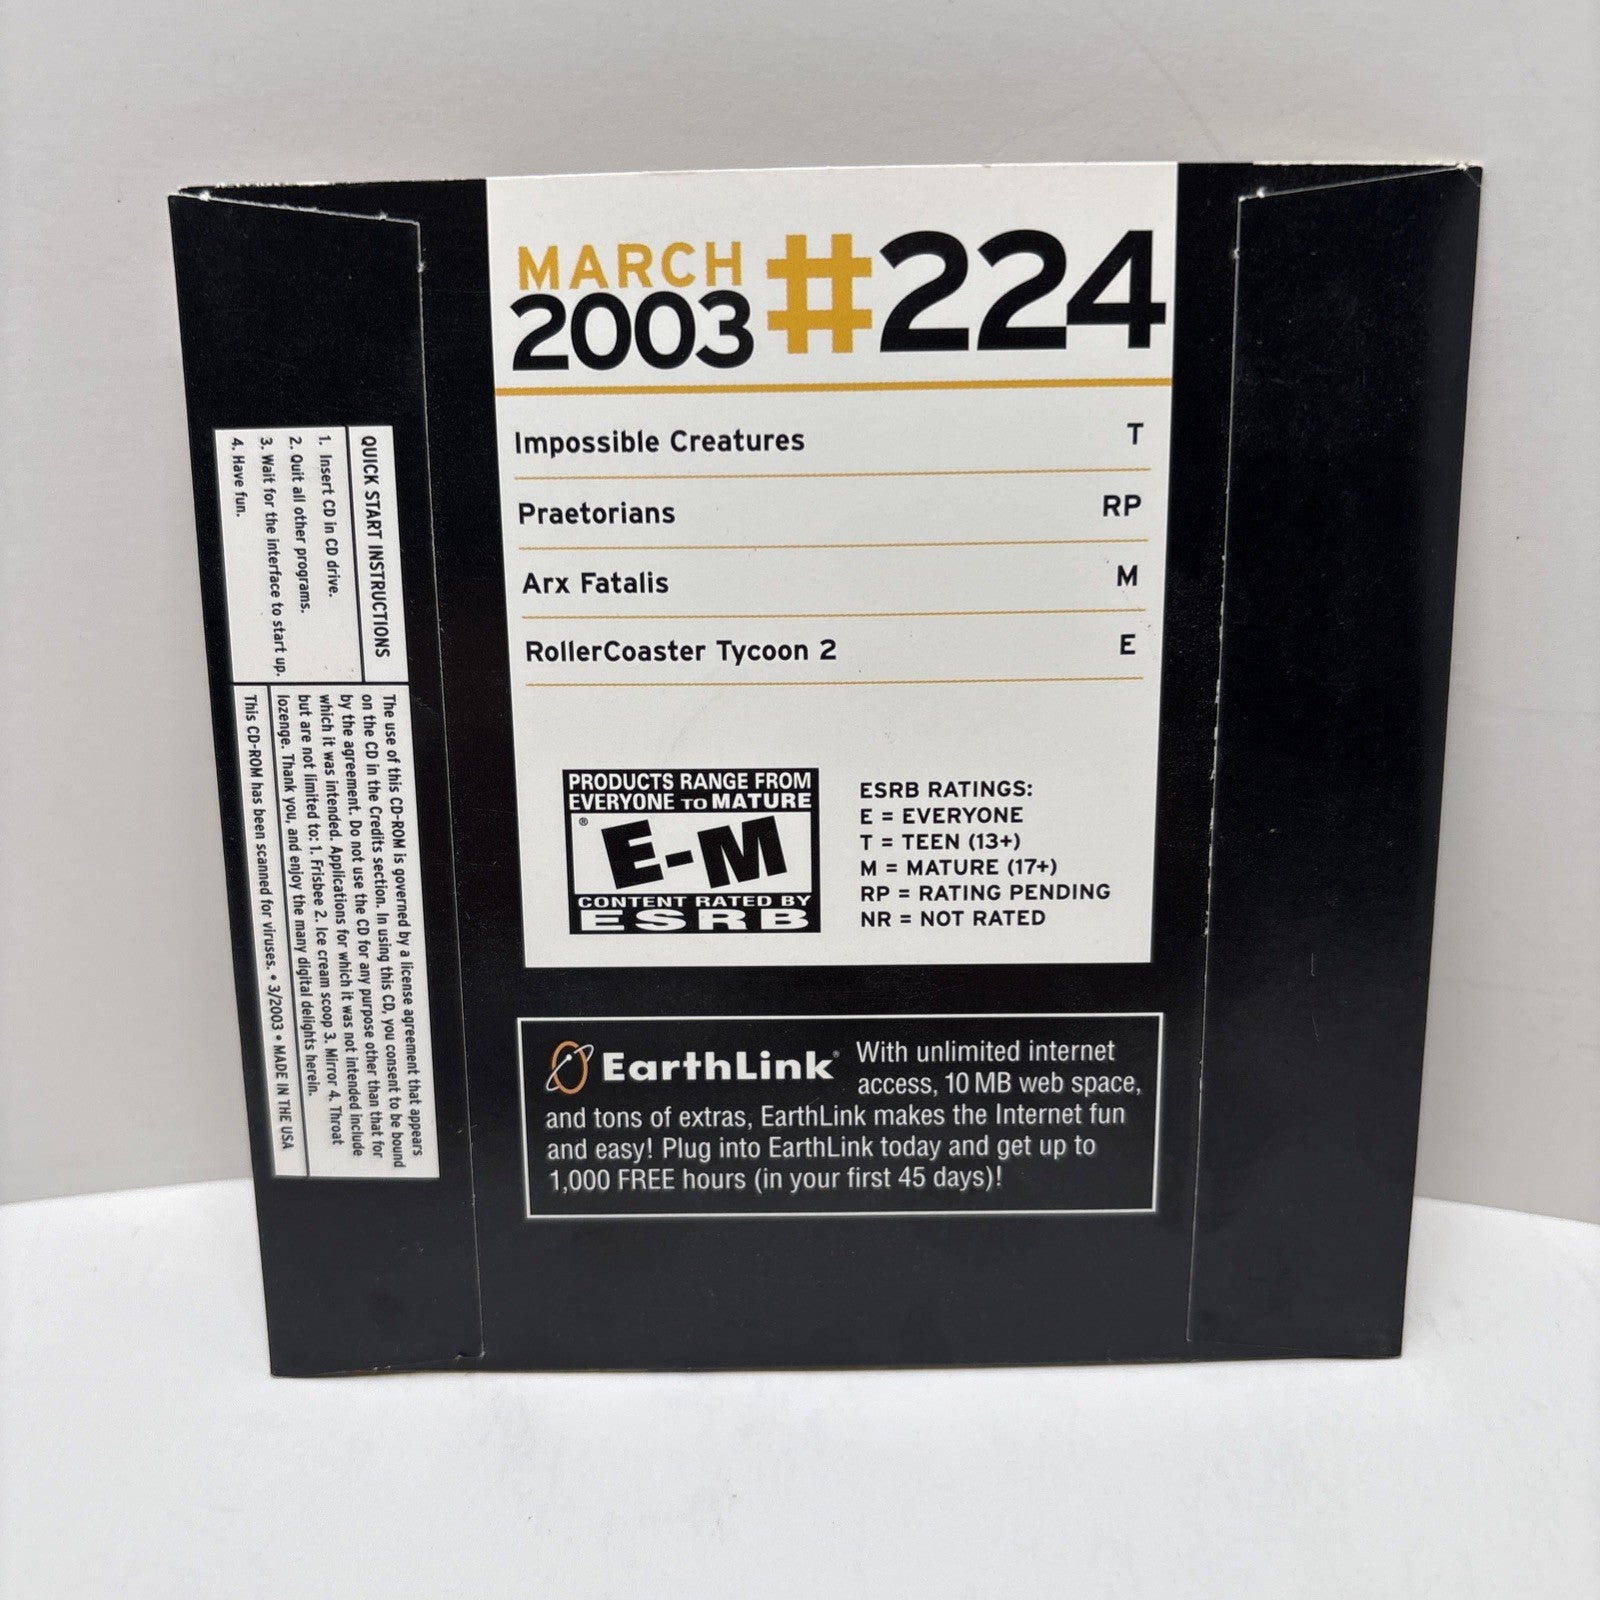 MARCH
2003
#224
Impossible Creatures T
Praetorians RP
Arx Fatalis M
RollerCoaster Tycoon 2 E
PRODUCTS RANGE FROM
EVERYONE TO MATURE
®
E-M
CONTENT RATED BY
ESRB
ESRB RATINGS:
E = EVERYONE
T = TEEN (13+)
M = MATURE (17+)
RP = RATING PENDING
NR = NOT RATED
EarthLink® With unlimited internet
access, 10 MB web space,
and tons of extras, EarthLink makes the Internet fun
and easy! Plug into EarthLink today and get up to
1,000 FREE hours (in your first 45 days)!
QUICK START INSTRUCTIONS
1. Insert CD in CD drive.
2. Quit all other programs.
3. Wait for the interface to start up.
4. Have fun.
The use of this CD-ROM is governed by a license agreement that appears
on the CD in the Credits section. In using this CD, you consent to be bound
by the agreement. Do not use the CD for any purpose other than that for
which it was intended. Applications for which it was not intended include
but are not limited to: 1. Frisbee 2. Ice cream scoop 3. Mirror 4. Throat
lozenge. Thank you, and enjoy the many digital delights herein.
This CD-ROM has been scanned for viruses. • 3/2003 • MADE IN THE USA